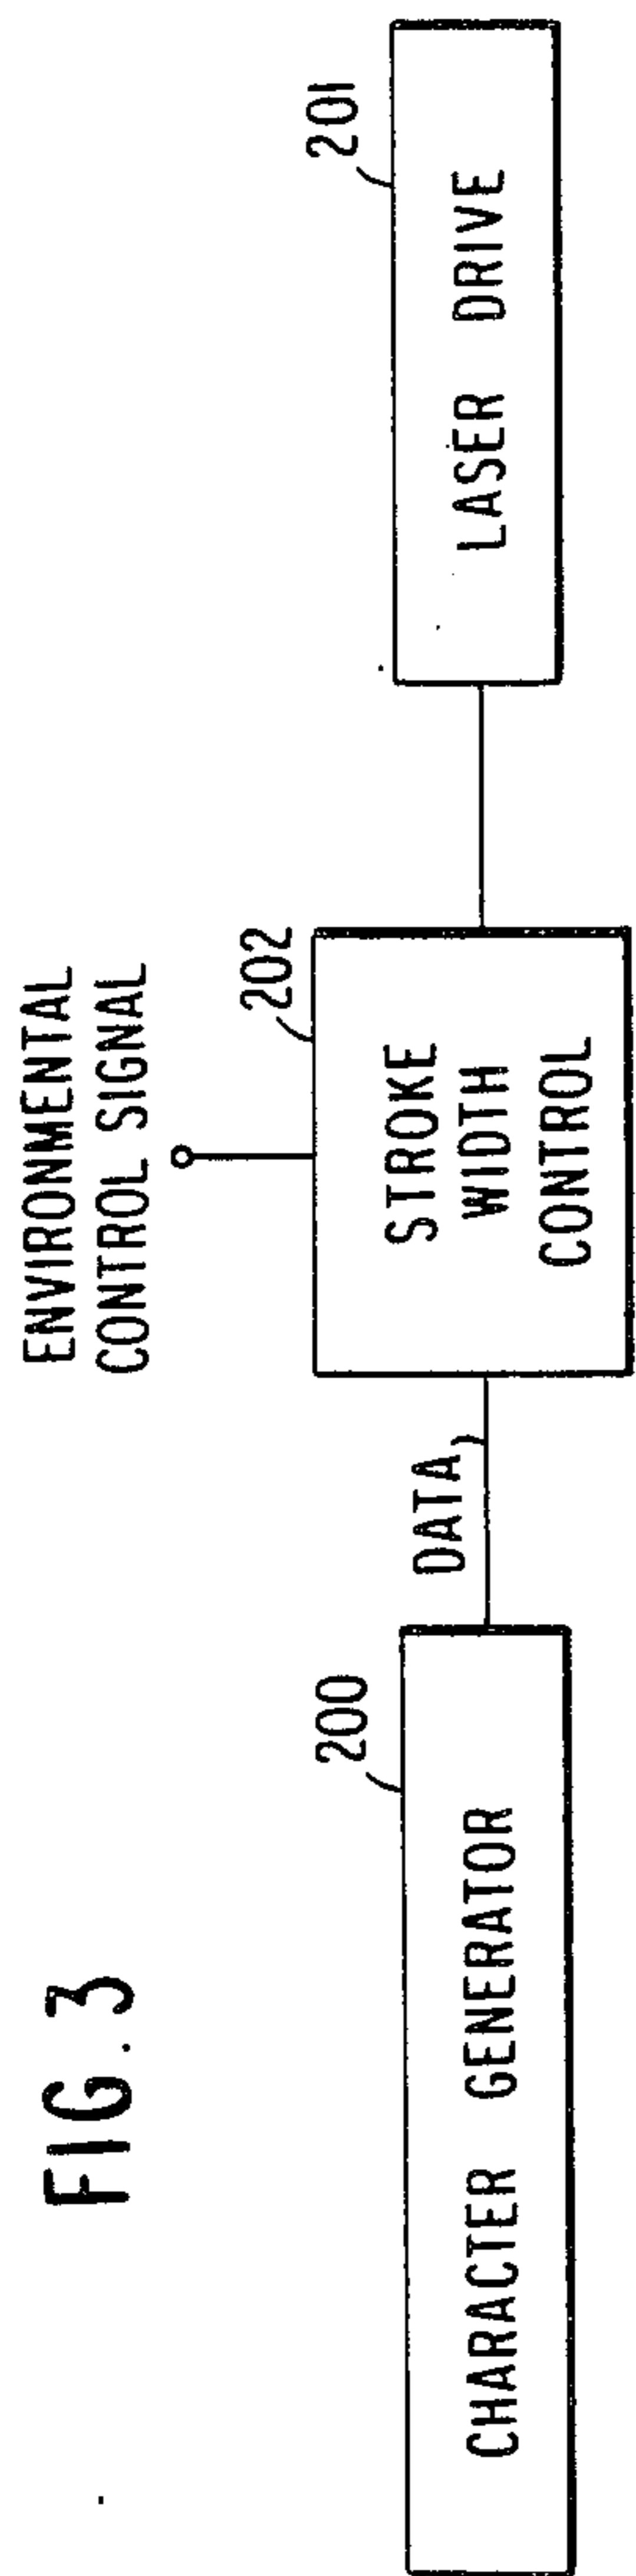 FIG. 3
ENVIRONMENTAL
CONTROL SIGNAL
200
CHARACTER GENERATOR
DATA
202
STROKE
WIDTH
CONTROL
201
LASER DRIVE